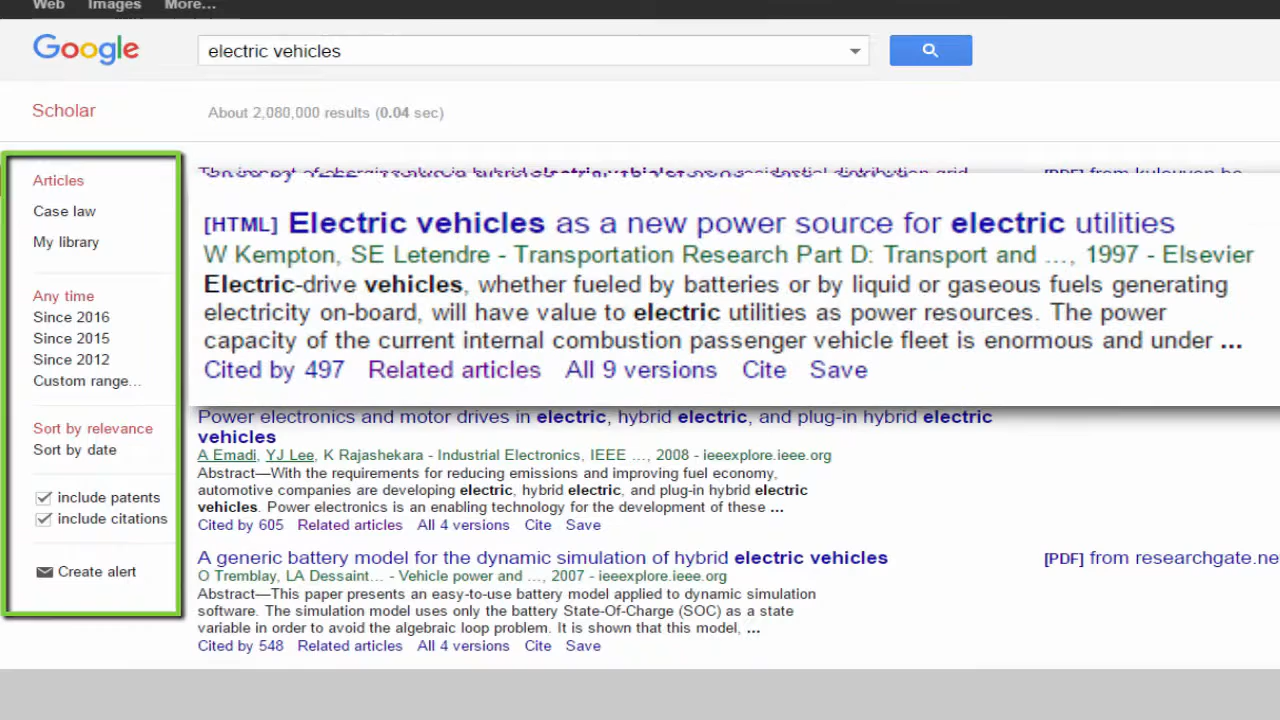 Web Images More...
Google electric vehicles
Scholar About 2,080,000 results (0.04 sec)
Articles
Case law
My library
Any time
Since 2016
Since 2015
Since 2012
Custom range...
Sort by relevance
Sort by date
include patents
include citations
Create alert
[HTML] Electric vehicles as a new power source for electric utilities
W Kempton, SE Letendre - Transportation Research Part D: Transport and ..., 1997 - Elsevier
Electric-drive vehicles, whether fueled by batteries or by liquid or gaseous fuels generating
electricity on-board, will have value to electric utilities as power resources. The power
capacity of the current internal combustion passenger vehicle fleet is enormous and under ...
Cited by 497 Related articles All 9 versions Cite Save
Power electronics and motor drives in electric, hybrid electric, and plug-in hybrid electric
vehicles
A Emadi, YJ Lee, K Rajashekara - Industrial Electronics, IEEE ..., 2008 - ieeexplore.ieee.org
Abstract—With the requirements for reducing emissions and improving fuel economy,
automotive companies are developing electric, hybrid electric, and plug-in hybrid electric
vehicles. Power electronics is an enabling technology for the development of these ...
Cited by 605 Related articles All 4 versions Cite Save
A generic battery model for the dynamic simulation of hybrid electric vehicles [PDF] from researchgate.ne
O Tremblay, LA Dessaint... - Vehicle power and ..., 2007 - ieeexplore.ieee.org
Abstract—This paper presents an easy-to-use battery model applied to dynamic simulation
software. The simulation model uses only the battery State-Of-Charge (SOC) as a state
variable in order to avoid the algebraic loop problem. It is shown that this model, ...
Cited by 548 Related articles All 4 versions Cite Save